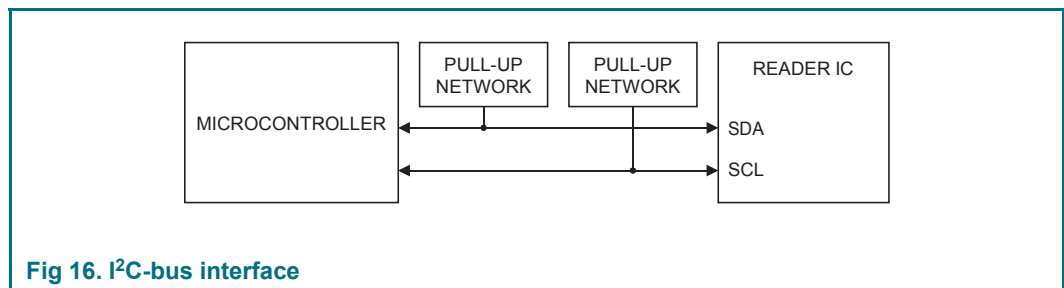 PULL-UP
NETWORK
PULL-UP
NETWORK
READER IC
MICROCONTROLLER
SDA
SCL
Fig 16. I²C-bus interface